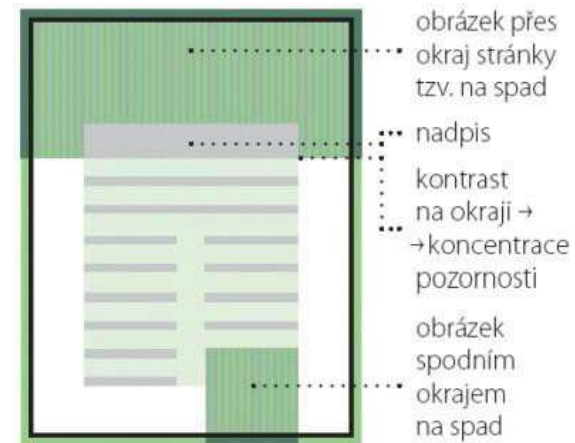 obrázek přes
okraj stránky
tzv. na spad
nadpis
kontrast
na okraji →
→koncentrace
pozornosti
obrázek
spodním
okrajem
na spad